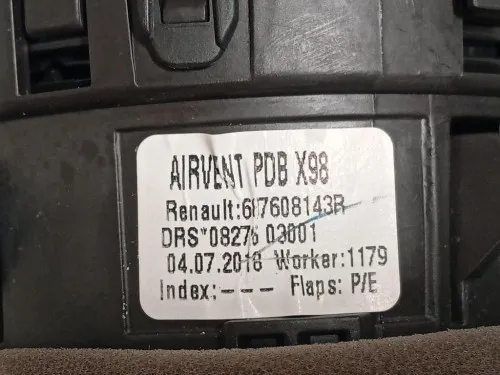 AIRVENT PDB X98
Renault:687608143R
DRS*08276 03001
04.07.2018 Worker:1179
Index:--- Flaps: P/E